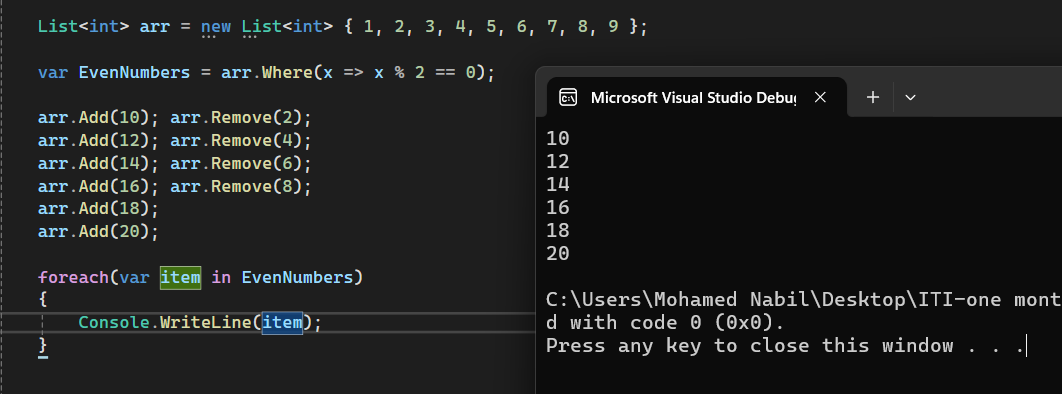 List<int> arr = new List<int> { 1, 2, 3, 4, 5, 6, 7, 8, 9 };
var EvenNumbers = arr.Where(x => x % 2 == 0);
arr.Add(10); arr.Remove(2);
arr.Add(12); arr.Remove(4);
arr.Add(14); arr.Remove(6);
arr.Add(16); arr.Remove(8);
arr.Add(18);
arr.Add(20);
foreach(var item in EvenNumbers)
{
    Console.WriteLine(item);
}
Microsoft Visual Studio Debu
10
12
14
16
18
20
C:\Users\Mohamed Nabil\Desktop\ITI-one mont
d with code 0 (0x0).
Press any key to close this window . . .